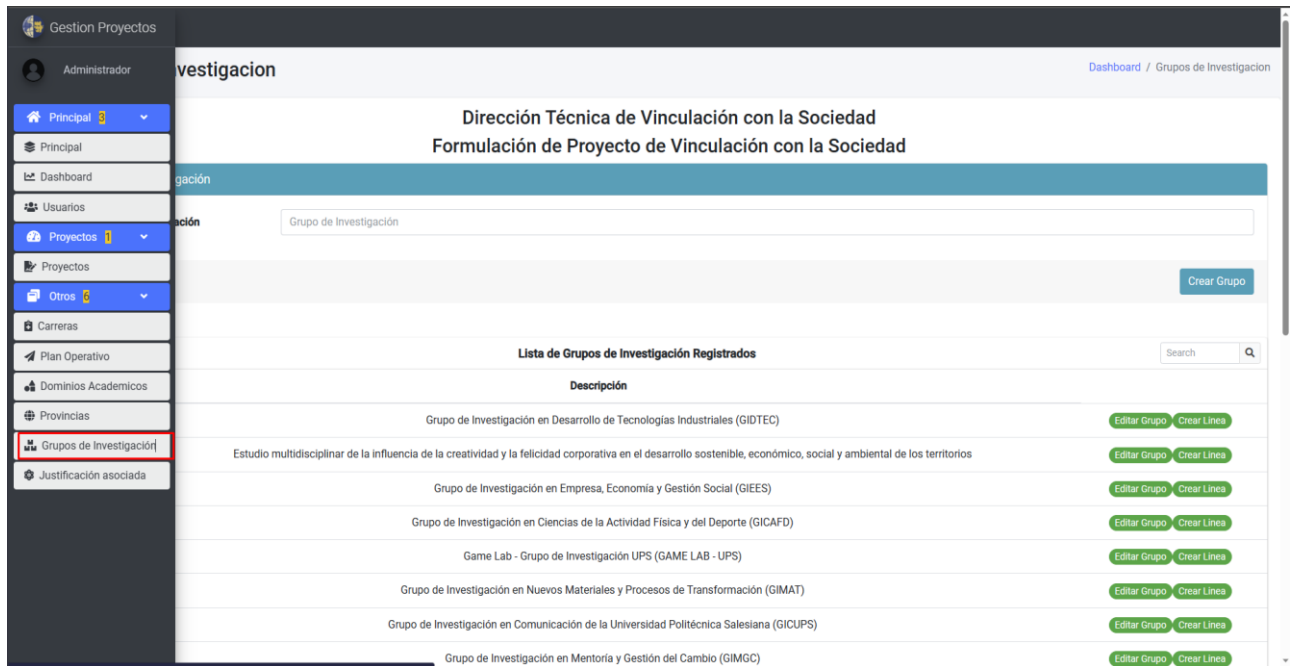 Gestion Proyectos
Administrador
vestigacion
Dashboard / Grupos de Investigacion
Principal 3
Principal
Dashboard
Usuarios
Proyectos 1
Proyectos
Otros 6
Carreras
Plan Operativo
Dominios Academicos
Provincias
Grupos de Investigación
Justificación asociada
Dirección Técnica de Vinculación con la Sociedad
Formulación de Proyecto de Vinculación con la Sociedad
gación
ación Grupo de Investigación
Crear Grupo
Lista de Grupos de Investigación Registrados Search
Descripción
Grupo de Investigación en Desarrollo de Tecnologías Industriales (GIDTEC) Editar Grupo Crear Linea
Estudio multidisciplinar de la influencia de la creatividad y la felicidad corporativa en el desarrollo sostenible, económico, social y ambiental de los territorios Editar Grupo Crear Linea
Grupo de Investigación en Empresa, Economía y Gestión Social (GIEES) Editar Grupo Crear Linea
Grupo de Investigación en Ciencias de la Actividad Física y del Deporte (GICAFD) Editar Grupo Crear Linea
Game Lab - Grupo de Investigación UPS (GAME LAB - UPS) Editar Grupo Crear Linea
Grupo de Investigación en Nuevos Materiales y Procesos de Transformación (GIMAT) Editar Grupo Crear Linea
Grupo de Investigación en Comunicación de la Universidad Politécnica Salesiana (GICUPS) Editar Grupo Crear Linea
Grupo de Investigación en Mentoría y Gestión del Cambio (GIMGC) Editar Grupo Crear Linea